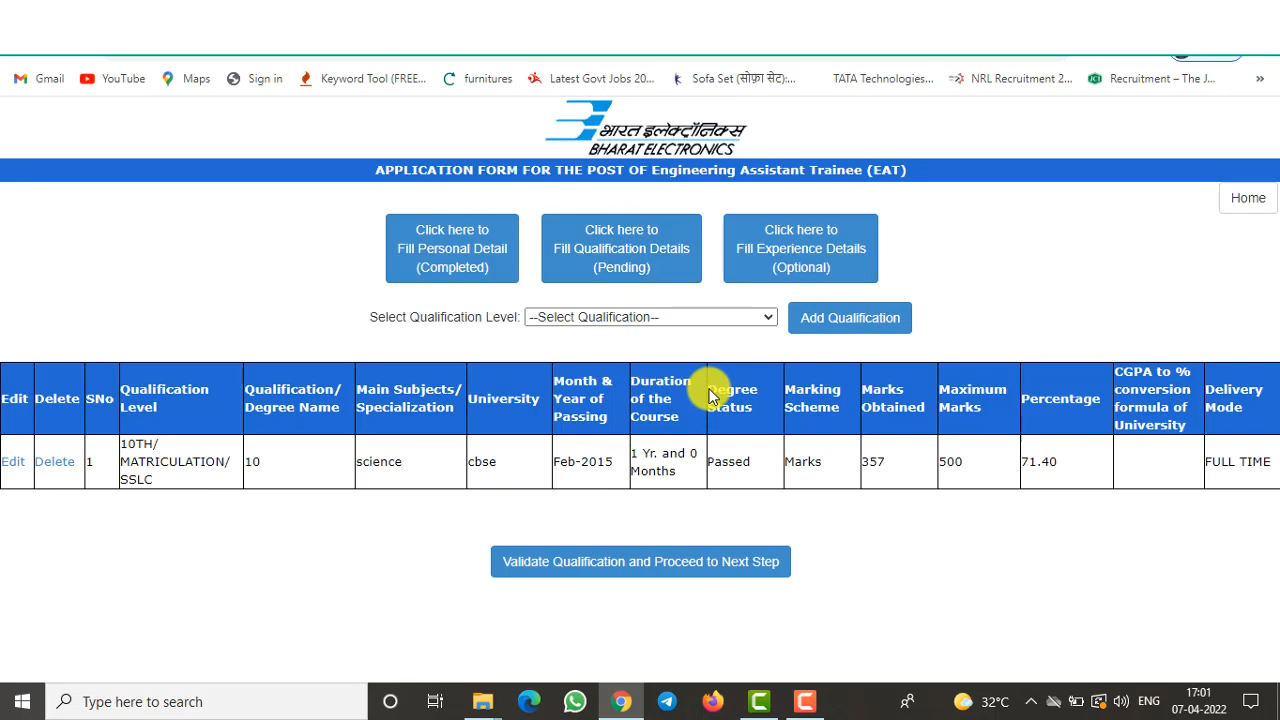 Gmail YouTube Maps Sign in Keyword Tool (FREE... furnitures Latest Govt Jobs 20... Sofa Set (सोफ़ा सेट):... TATA Technologies... NRL Recruitment 2... Recruitment – The J... »
भारत इलेक्ट्रॉनिक्स
BHARAT ELECTRONICS
APPLICATION FORM FOR THE POST OF Engineering Assistant Trainee (EAT)
Home
Click here to
Fill Personal Detail
(Completed)
Click here to
Fill Qualification Details
(Pending)
Click here to
Fill Experience Details
(Optional)
Select Qualification Level: --Select Qualification-- Add Qualification
Edit Delete SNo Qualification Level Qualification/ Degree Name Main Subjects/ Specialization University Month & Year of Passing Duration of the Course Degree Status Marking Scheme Marks Obtained Maximum Marks Percentage CGPA to % conversion formula of University Delivery Mode
Edit Delete 1 10TH/ MATRICULATION/ SSLC 10 science cbse Feb-2015 1 Yr. and 0 Months Passed Marks 357 500 71.40 FULL TIME
Validate Qualification and Proceed to Next Step
Type here to search 32°C ENG 17:01
07-04-2022